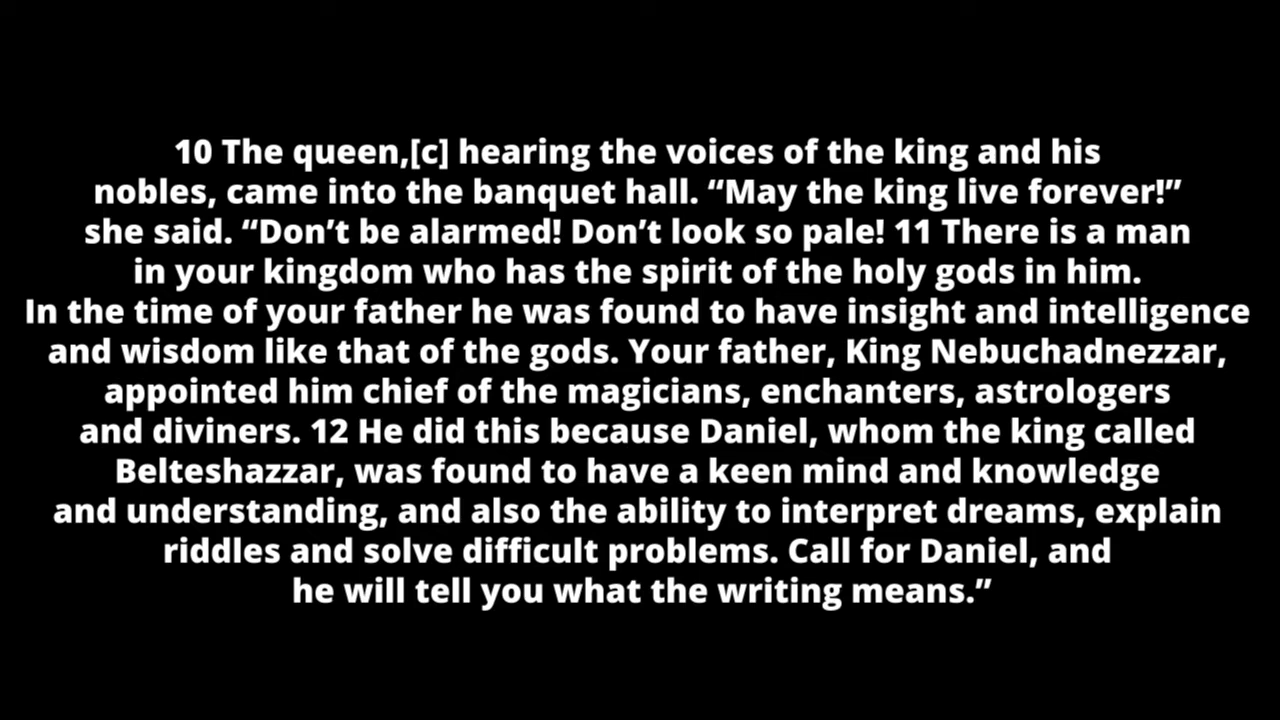 10 The queen,[c] hearing the voices of the king and his
nobles, came into the banquet hall. “May the king live forever!”
she said. “Don’t be alarmed! Don’t look so pale! 11 There is a man
in your kingdom who has the spirit of the holy gods in him.
In the time of your father he was found to have insight and intelligence
and wisdom like that of the gods. Your father, King Nebuchadnezzar,
appointed him chief of the magicians, enchanters, astrologers
and diviners. 12 He did this because Daniel, whom the king called
Belteshazzar, was found to have a keen mind and knowledge
and understanding, and also the ability to interpret dreams, explain
riddles and solve difficult problems. Call for Daniel, and
he will tell you what the writing means.”